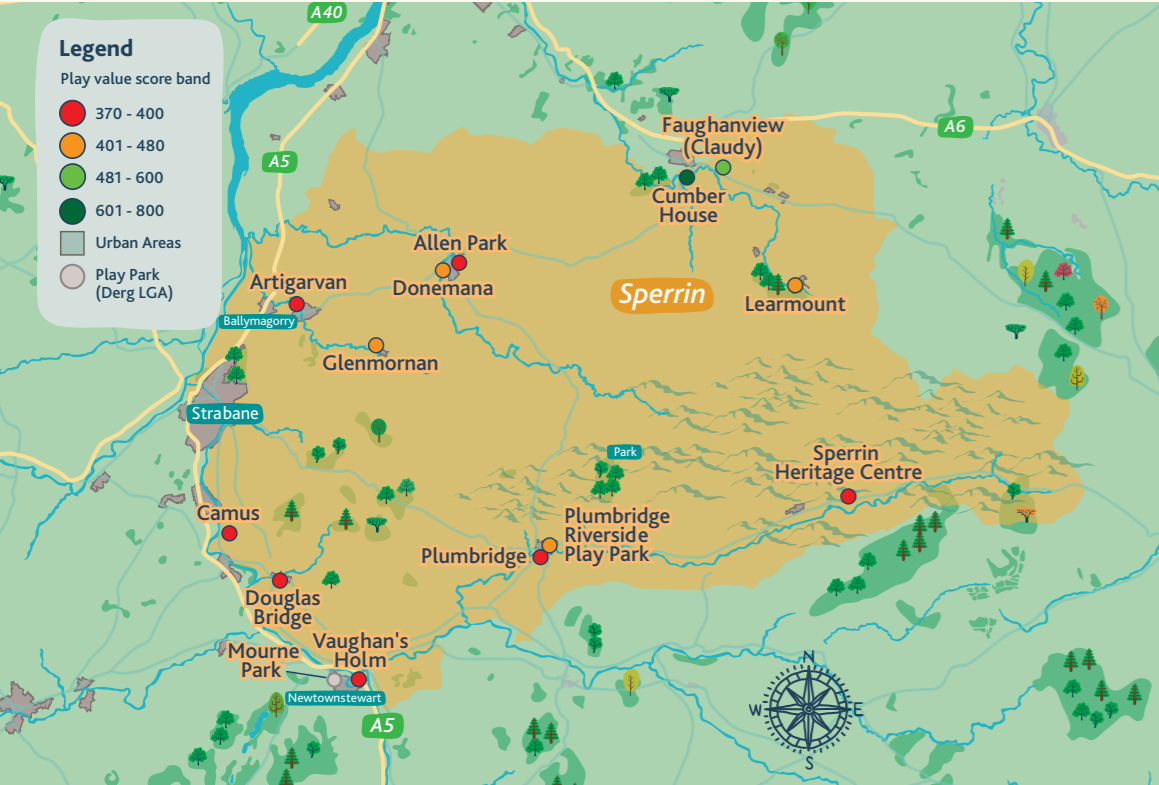 A40
Legend
Play value score band
370 - 400
401 - 480
481 - 600
601 - 800
Urban Areas
Play Park
(Derg LGA)
A5
A6
Faughanview
(Claudy)
Cumber
House
Allen Park
Donemana
Artigarvan
Ballymagorry
Sperrin
Learmount
Glenmornan
Strabane
Park
Sperrin
Heritage Centre
Camus
Plumbridge
Riverside
Play Park
Plumbridge
Douglas
Bridge
Vaughan's
Holm
Mourne
Park
Newtownstewart
A5
N
W
E
S